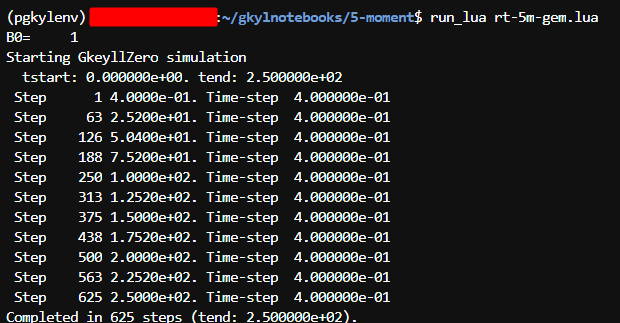 (pgkylenv) :~/gkylnotebooks/5-moment$ run_lua rt-5m-gem.lua
B0=     1
Starting GkeyllZero simulation
  tstart: 0.000000e+00. tend: 2.500000e+02
 Step      1 4.0000e-01. Time-step  4.000000e-01
 Step     63 2.5200e+01. Time-step  4.000000e-01
 Step    126 5.0400e+01. Time-step  4.000000e-01
 Step    188 7.5200e+01. Time-step  4.000000e-01
 Step    250 1.0000e+02. Time-step  4.000000e-01
 Step    313 1.2520e+02. Time-step  4.000000e-01
 Step    375 1.5000e+02. Time-step  4.000000e-01
 Step    438 1.7520e+02. Time-step  4.000000e-01
 Step    500 2.0000e+02. Time-step  4.000000e-01
 Step    563 2.2520e+02. Time-step  4.000000e-01
 Step    625 2.5000e+02. Time-step  4.000000e-01
Completed in 625 steps (tend: 2.500000e+02).